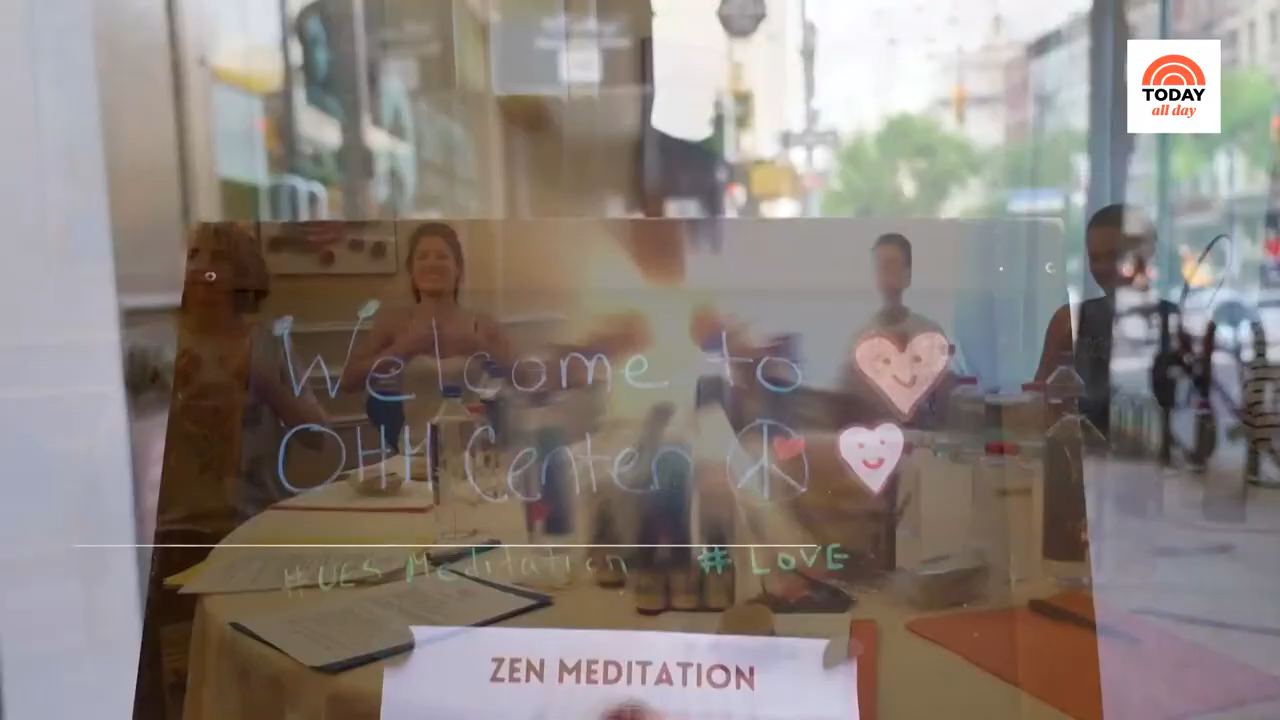 TODAY
all day
Welcome to
OHM Center
#UES Meditation #LOVE
ZEN MEDITATION